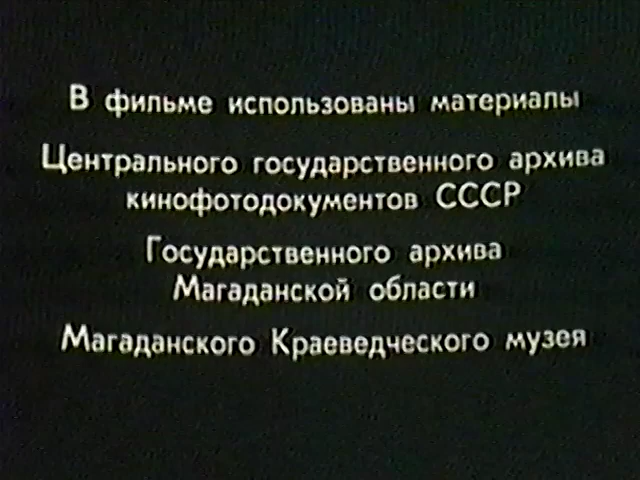 В фильме использованы материалы
Центрального государственного архива
кинофотодокументов СССР
Государственного архива
Магаданской области
Магаданского Краеведческого музея